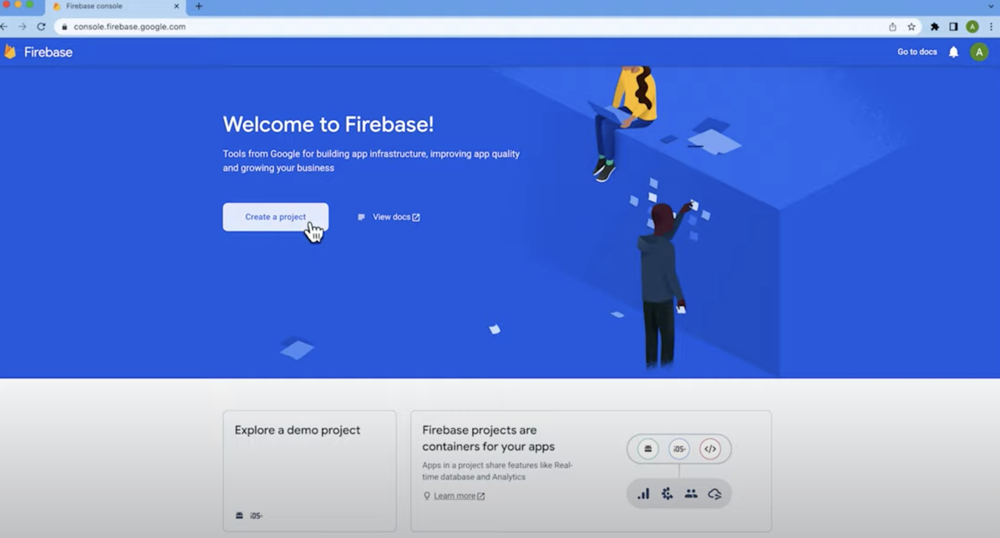 Firebase console
console.firebase.google.com
A
Firebase
Go to docs
A
Welcome to Firebase!
Tools from Google for building app infrastructure, improving app quality
and growing your business
Create a project
View docs
Explore a demo project
iOS+
Firebase projects are
containers for your apps
Apps in a project share features like Real-
time database and Analytics
Learn more
iOS+